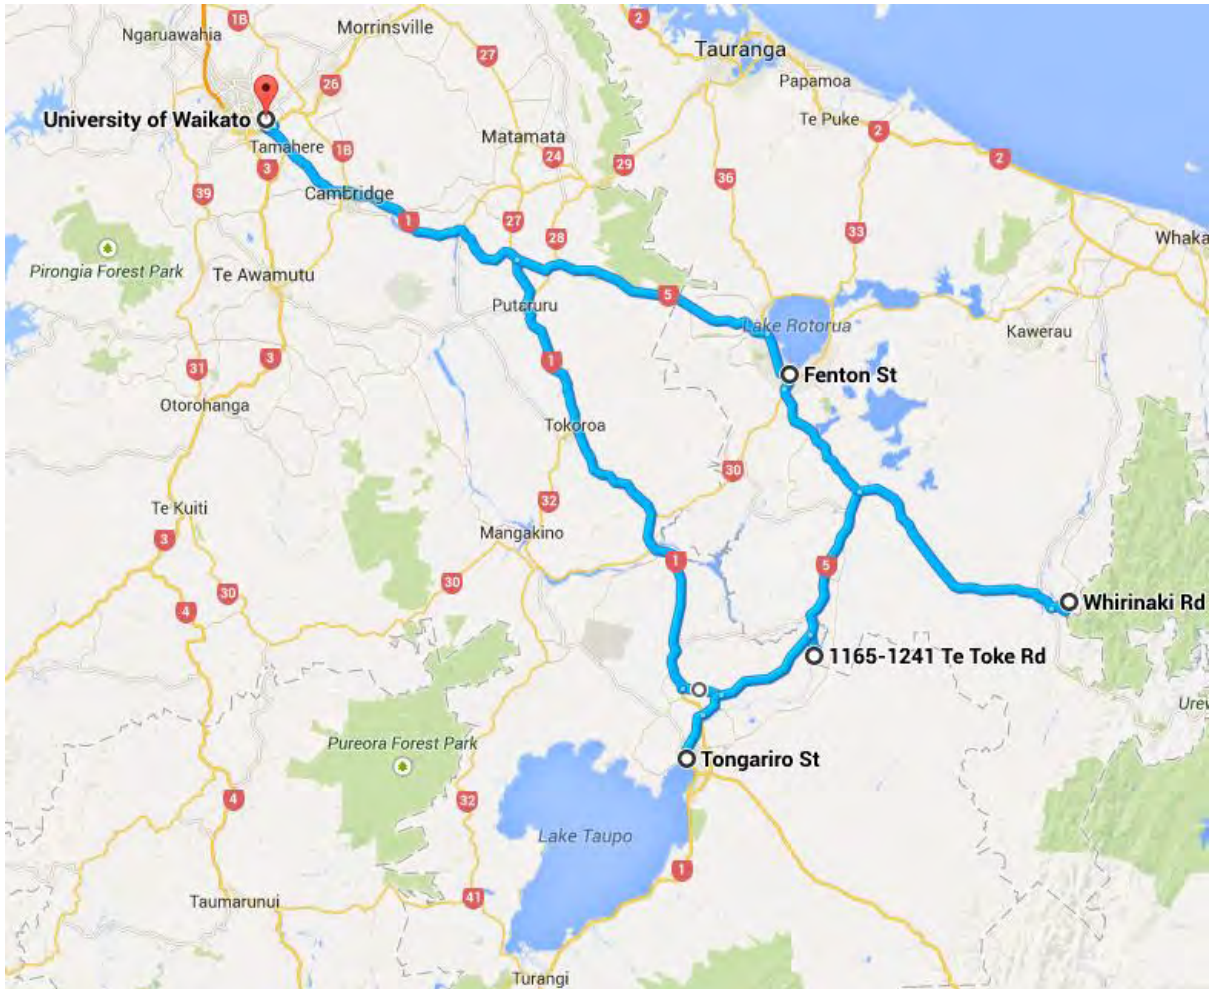 1B
Ngaruawahia
Morrinsville
2
Tauranga
27
Papamoa
26
University of Waikato
Te Puke
Matamata
2
Tamahere
1B
24
2
3
29
36
39
Cambridge
1
27
28
33
Whaka
Pirongia Forest Park
Te Awamutu
5
Putaruru
Lake Rotorua
Kawerau
3
1
31
Fenton St
Otorohanga
Tokoroa
30
32
Te Kuiti
Mangakino
3
1
5
30
30
4
Whirinaki Rd
1165-1241 Te Toke Rd
Urew
Pureora Forest Park
Tongariro St
4
32
Lake Taupo
1
41
Taumarunui
Turangi